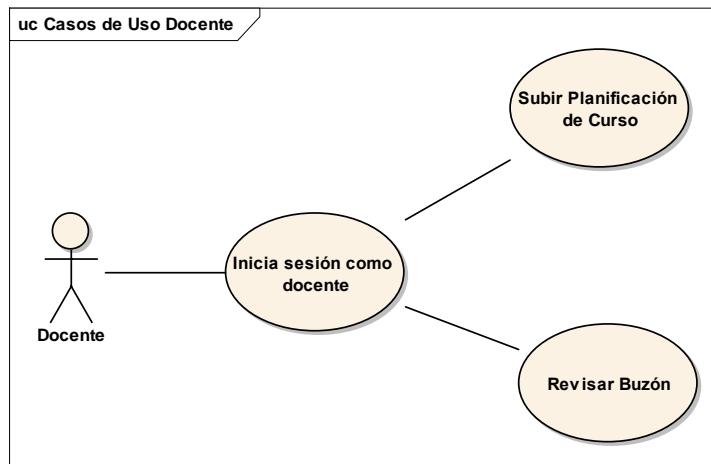 uc Casos de Uso Docente
Subir Planificación
de Curso
Inicia sesión como
docente
Docente
Revisar Buzón